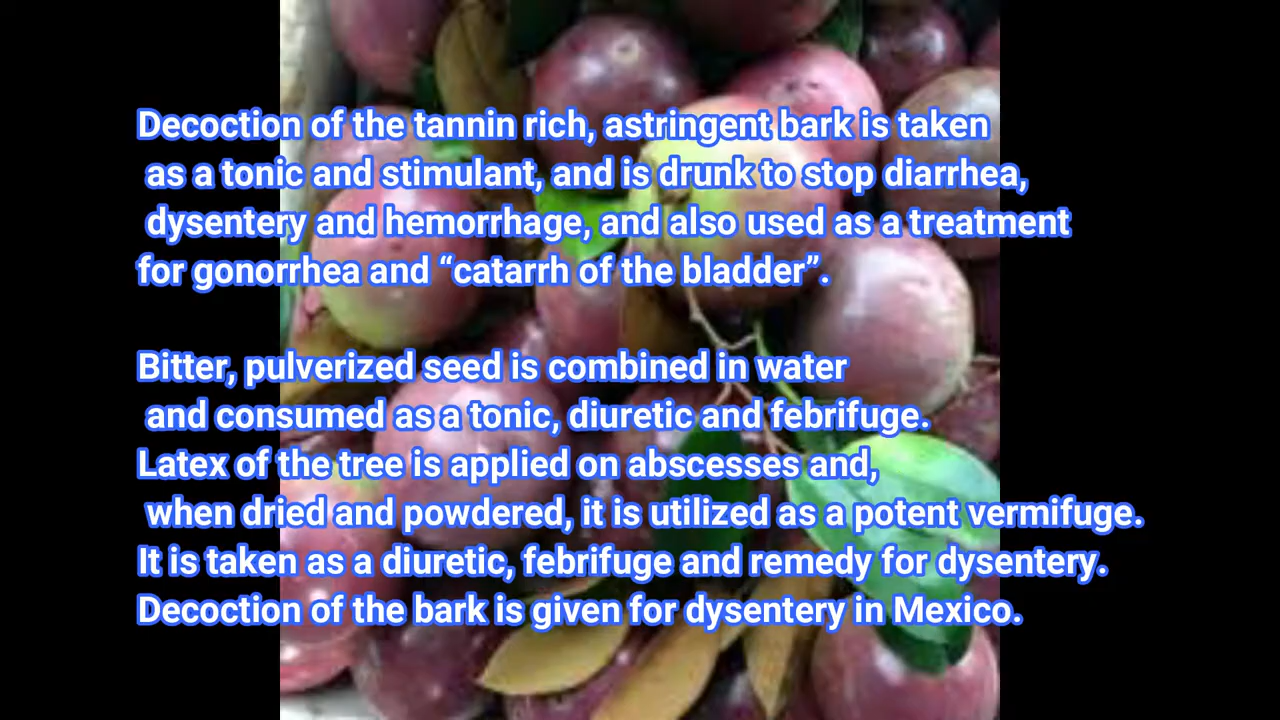 Decoction of the tannin rich, astringent bark is taken
as a tonic and stimulant, and is drunk to stop diarrhea,
dysentery and hemorrhage, and also used as a treatment
for gonorrhea and “catarrh of the bladder”.
Bitter, pulverized seed is combined in water
and consumed as a tonic, diuretic and febrifuge.
Latex of the tree is applied on abscesses and,
when dried and powdered, it is utilized as a potent vermifuge.
It is taken as a diuretic, febrifuge and remedy for dysentery.
Decoction of the bark is given for dysentery in Mexico.